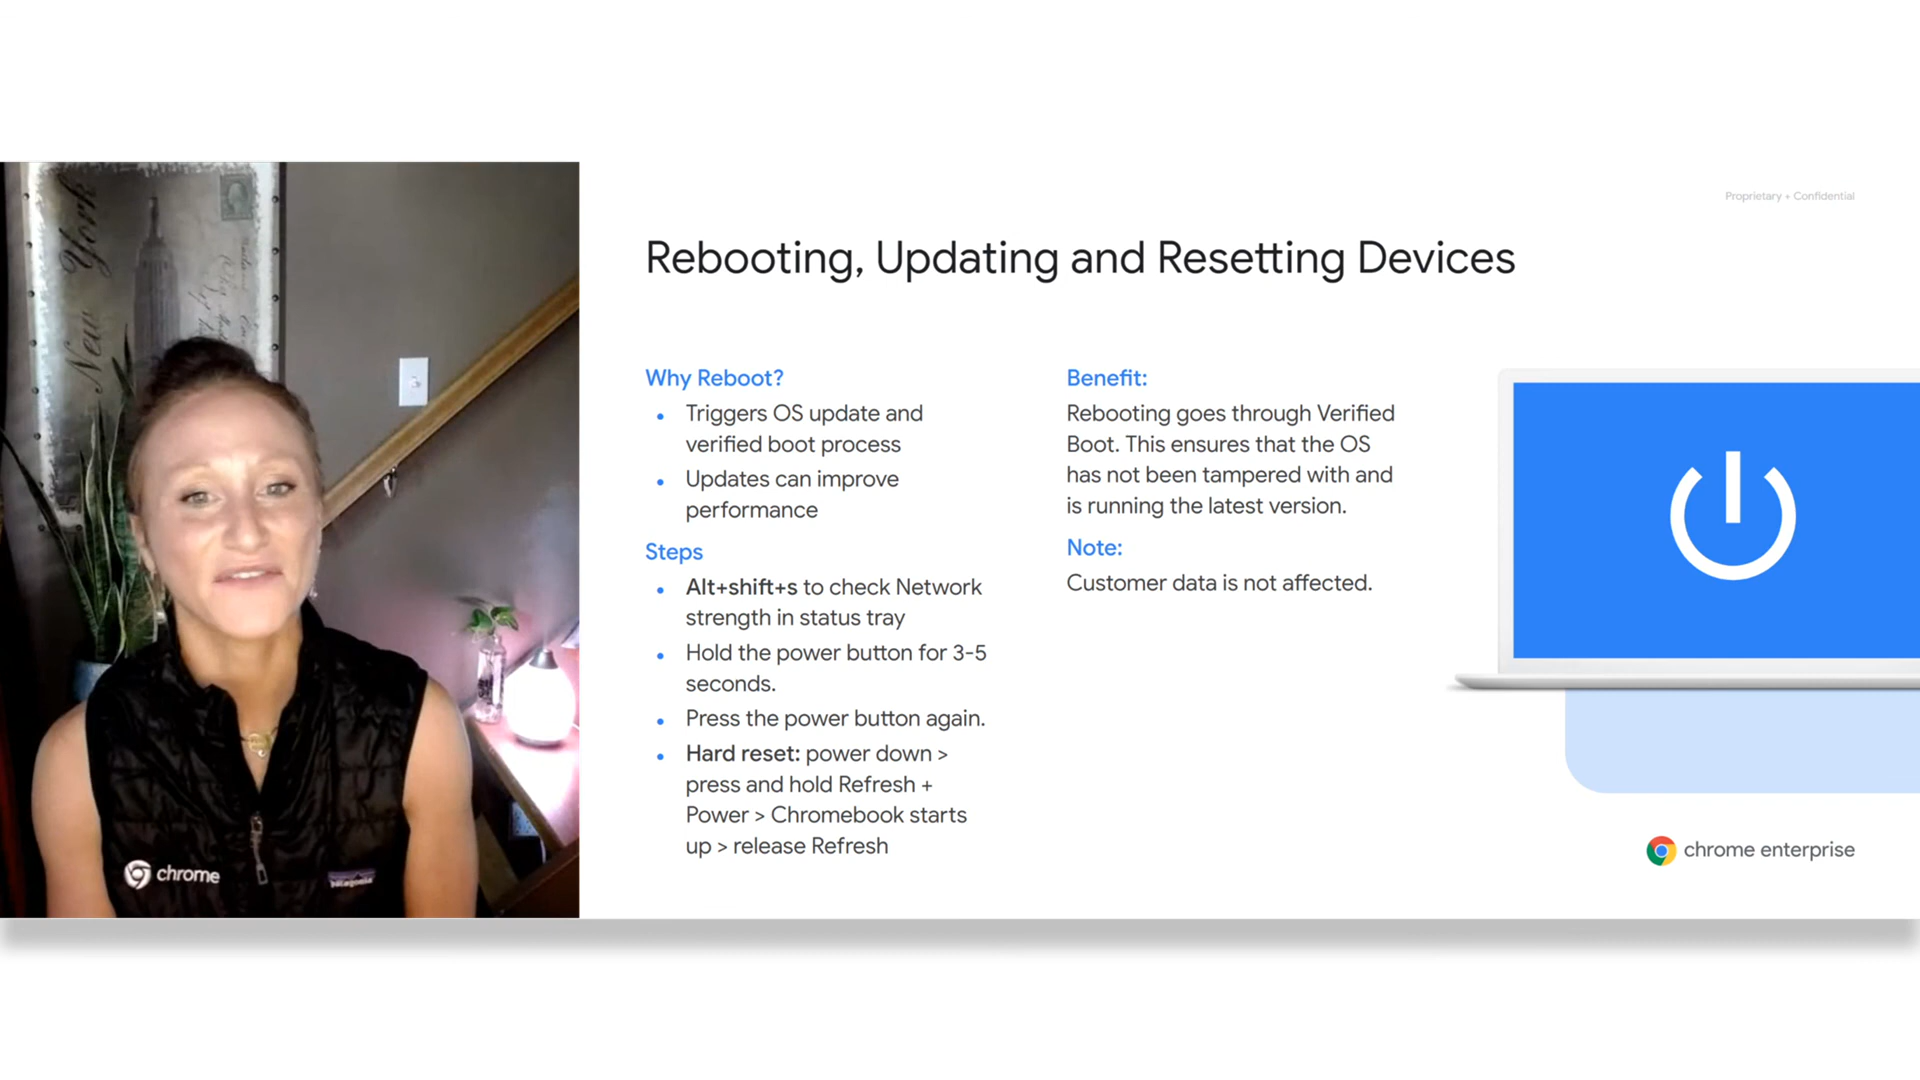 Proprietary + Confidential
Rebooting, Updating and Resetting Devices
Why Reboot?
Triggers OS update and
verified boot process
Updates can improve
performance
Steps
Alt+shift+s to check Network
strength in status tray
Hold the power button for 3-5
seconds.
Press the power button again.
Hard reset: power down >
press and hold Refresh +
Power > Chromebook starts
up > release Refresh
Benefit:
Rebooting goes through Verified
Boot. This ensures that the OS
has not been tampered with and
is running the latest version.
Note:
Customer data is not affected.
chrome enterprise
New York
chrome
patagonia